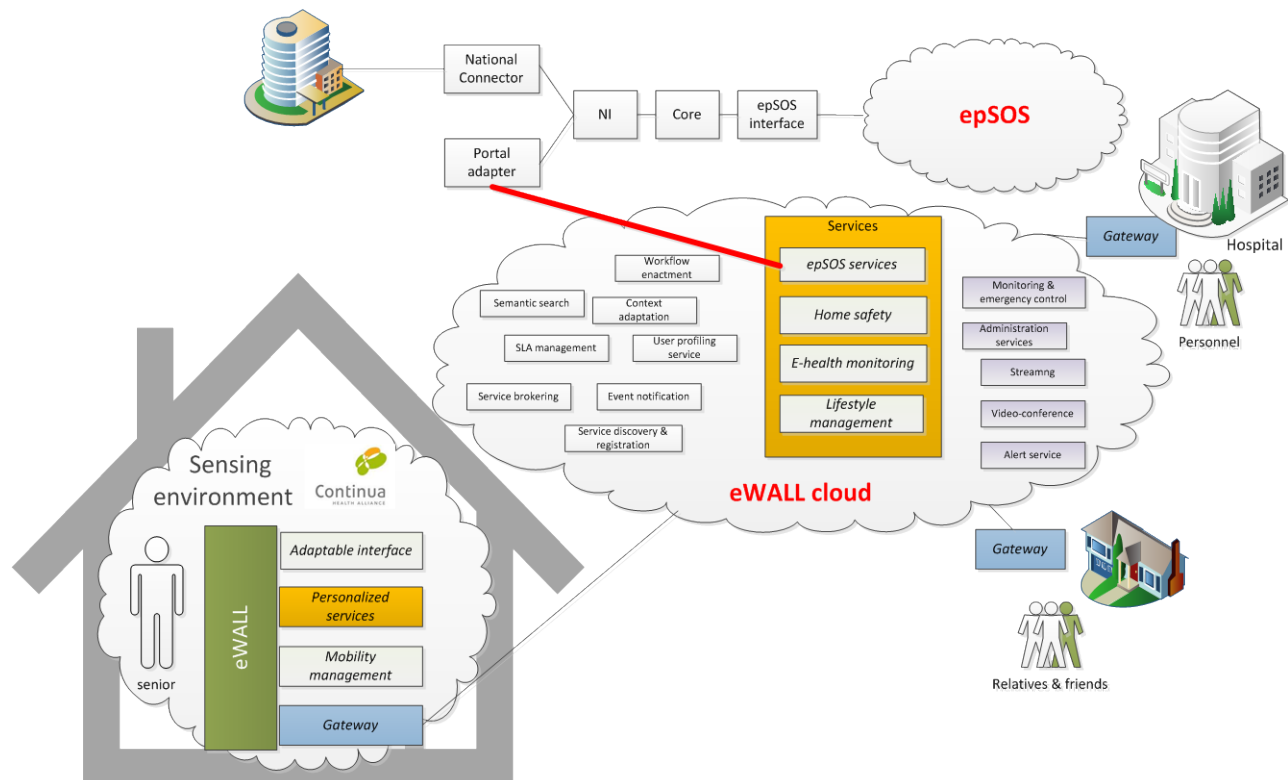 National
Connector
NI
Core
epSOS
interface
epSOS
Portal
adapter
Gateway
Hospital
Personnel
Services
epSOS services
Home safety
E-health monitoring
Lifestyle
management
Workflow
enactment
Semantic search
Context
adaptation
SLA management
User profiling
service
Service brokering
Event notification
Service discovery &
registration
Monitoring &
emergency control
Administration
services
Streamng
Video-conference
Alert service
eWALL cloud
Sensing
environment
Continua
HEALTH ALLIANCE
senior
eWALL
Adaptable interface
Personalized
services
Mobility
management
Gateway
Gateway
Relatives & friends